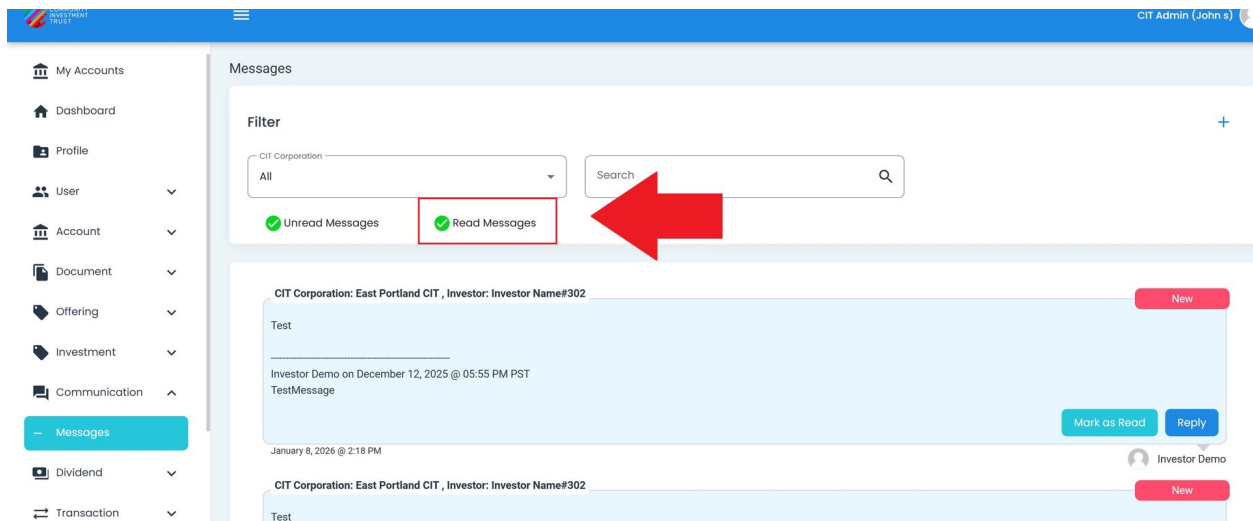 COMMUNITY
INVESTMENT
TRUST
CIT Admin (John s)
My Accounts
Dashboard
Profile
User
Account
Document
Offering
Investment
Communication
Messages
Dividend
Transaction
Messages
Filter
CIT Corporation
All
Search
Unread Messages
Read Messages
CIT Corporation: East Portland CIT , Investor: Investor Name#302
New
Test
------------------------------------------------------------
Investor Demo on December 12, 2025 @ 05:55 PM PST
TestMessage
Mark as Read
Reply
January 8, 2026 @ 2:18 PM
Investor Demo
CIT Corporation: East Portland CIT , Investor: Investor Name#302
New
Test